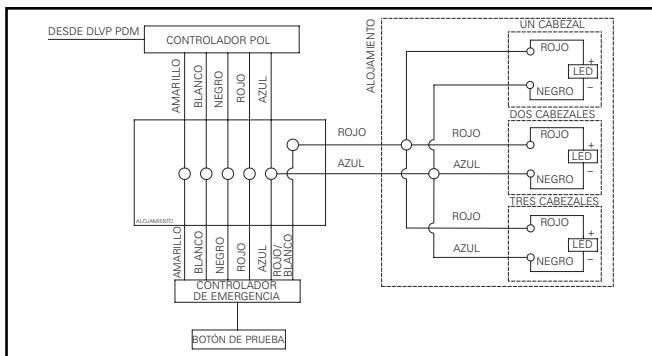 DESDE DLVP PDM
CONTROLADOR POL
AMARILLO
BLANCO
NEGRO
ROJO
AZUL
ALOJAMIENTO
AMARILLO
BLANCO
NEGRO
ROJO
AZUL
ROJO/
BLANCO
CONTROLADOR
DE EMERGENCIA
BOTÓN DE PRUEBA
ROJO
AZUL
ALOJAMIENTO
UN CABEZAL
ROJO
+
LED
–
NEGRO
DOS CABEZALES
ROJO
ROJO
+
LED
–
AZUL
NEGRO
TRES CABEZALES
ROJO
ROJO
+
LED
–
AZUL
NEGRO